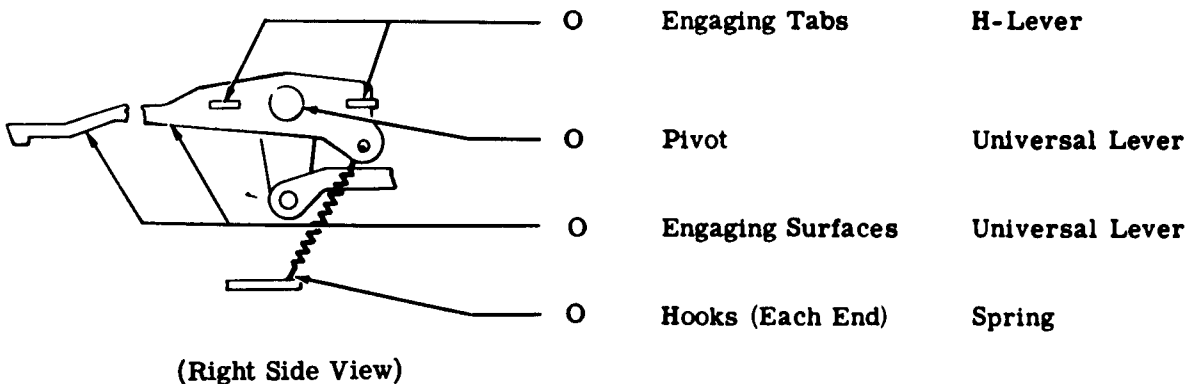 O Engaging Tabs H-Lever
O Pivot Universal Lever
O Engaging Surfaces Universal Lever
O Hooks (Each End) Spring
(Right Side View)